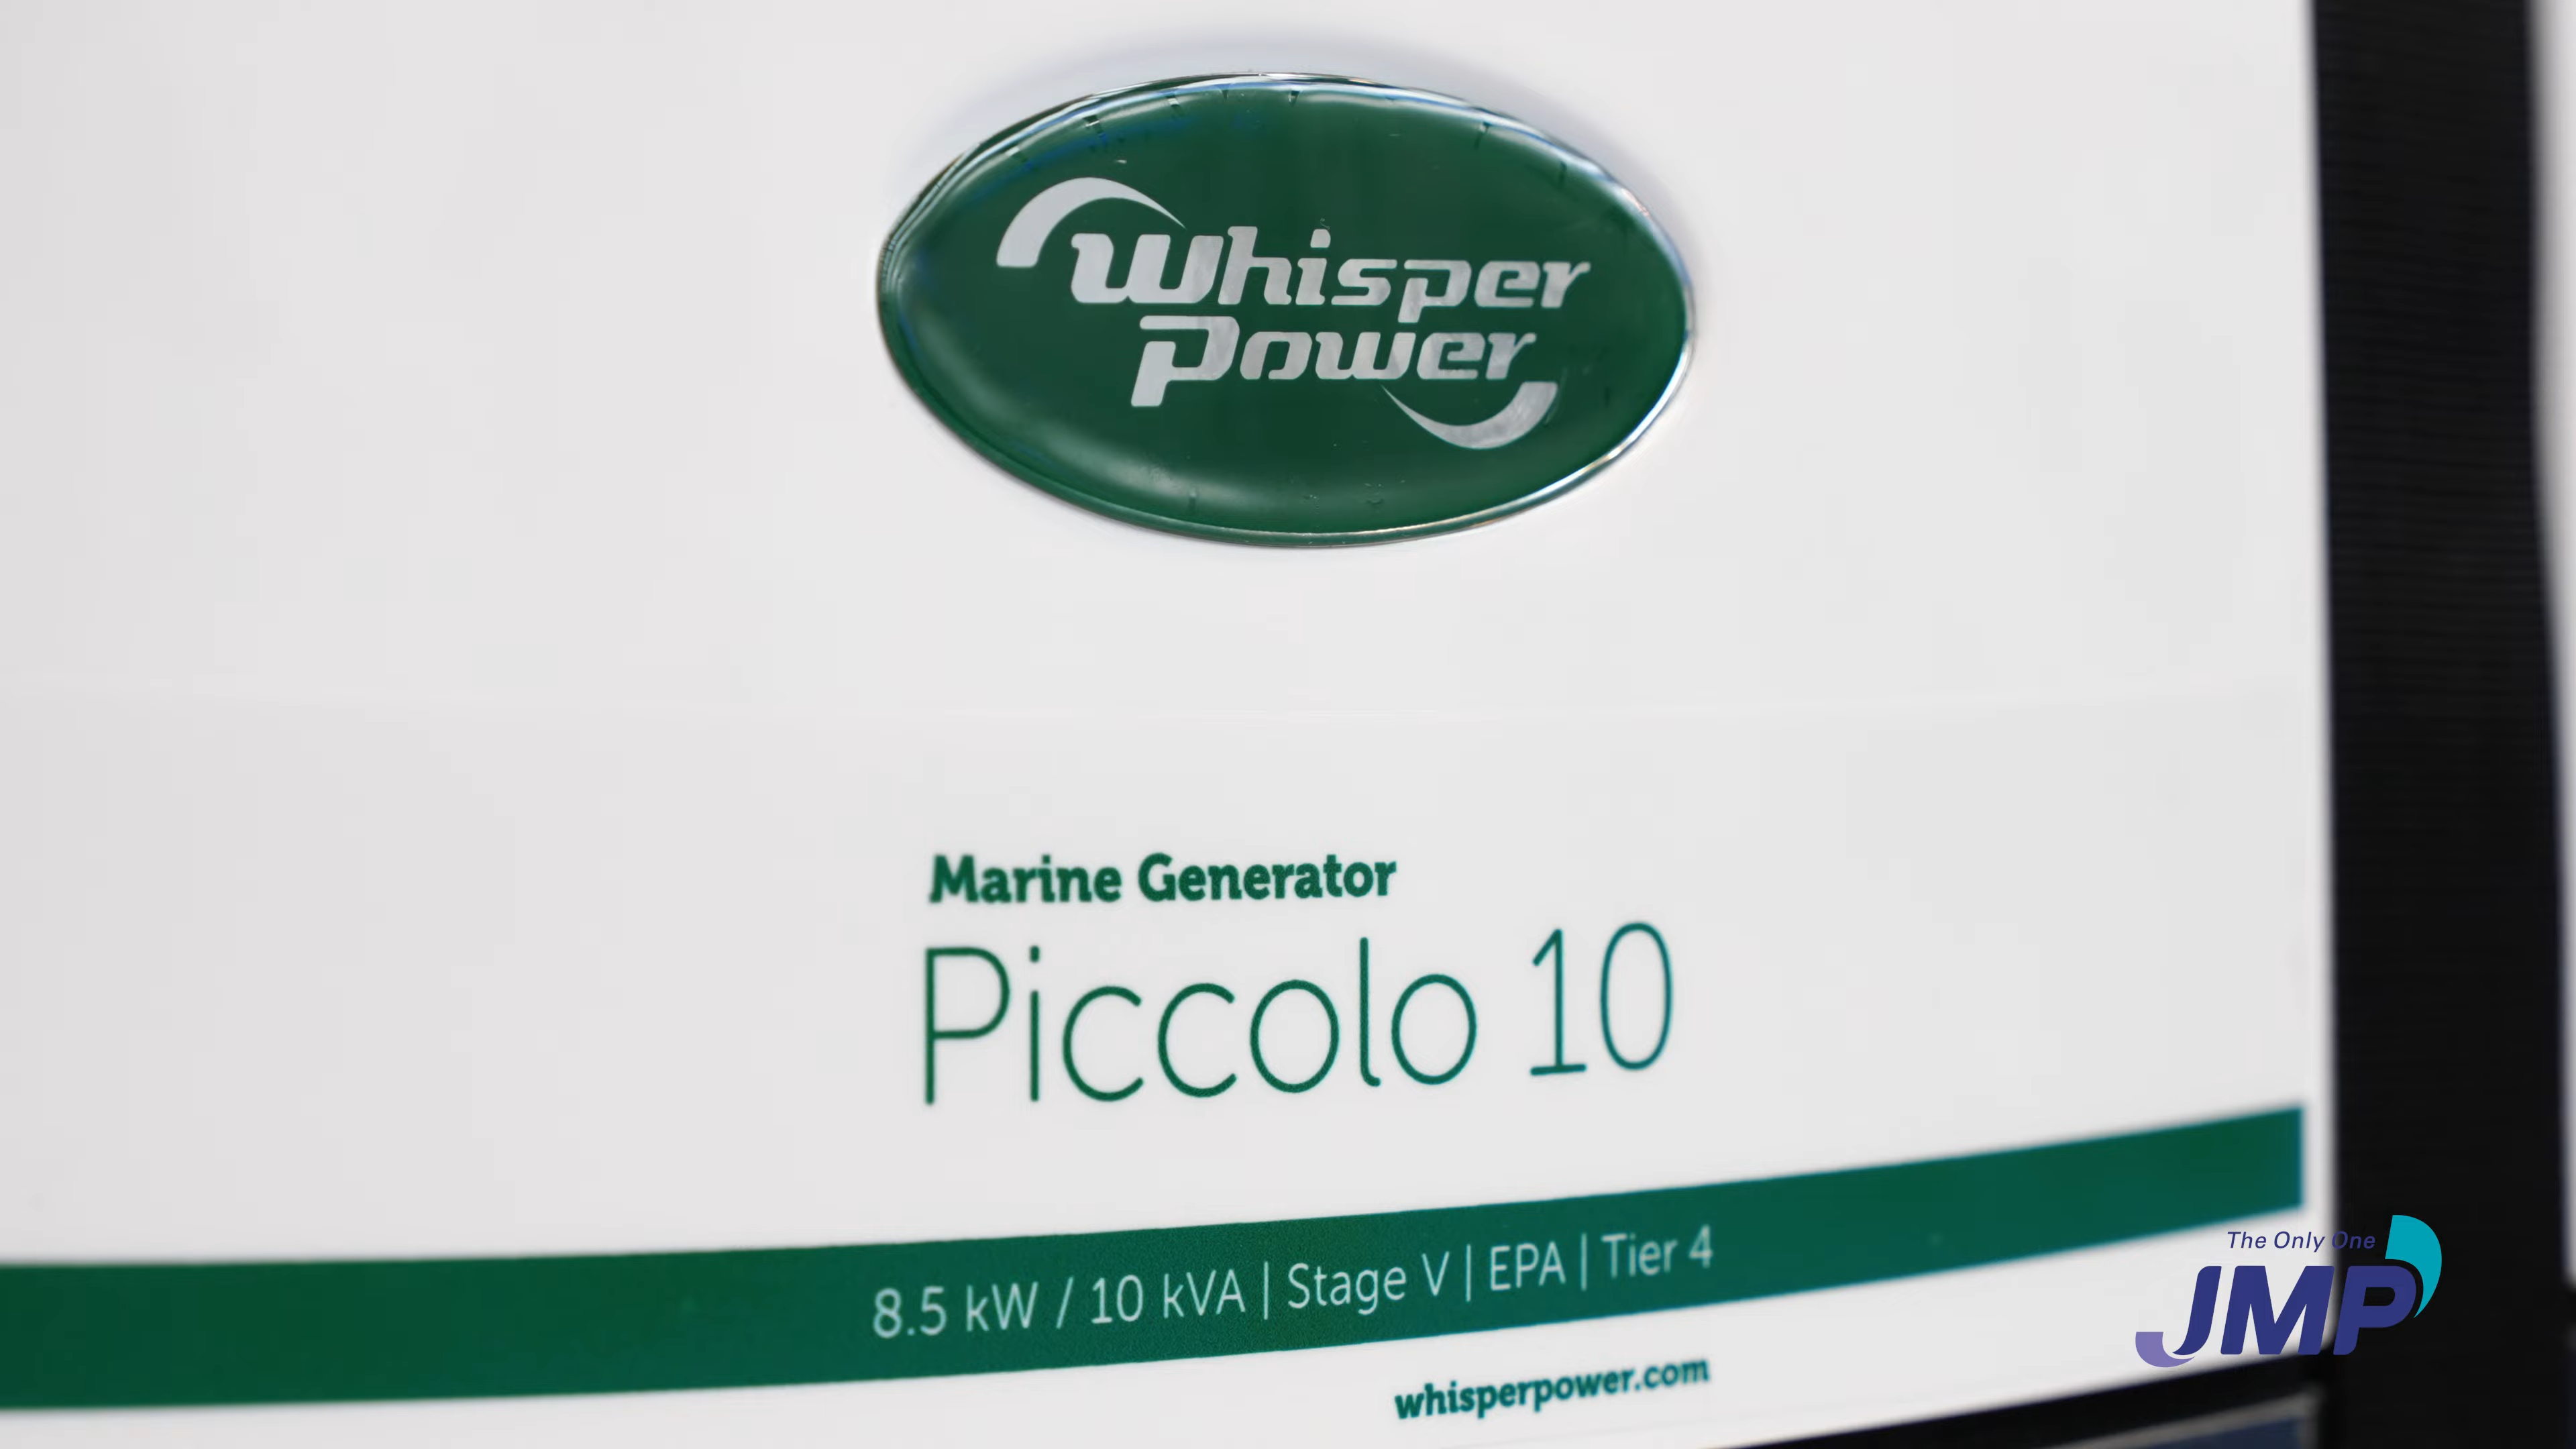 Whisper
Power
Marine Generator
Piccolo 10
8.5 kW / 10 kVA | Stage V | EPA | Tier 4
whisperpower.com
The Only One
JMP